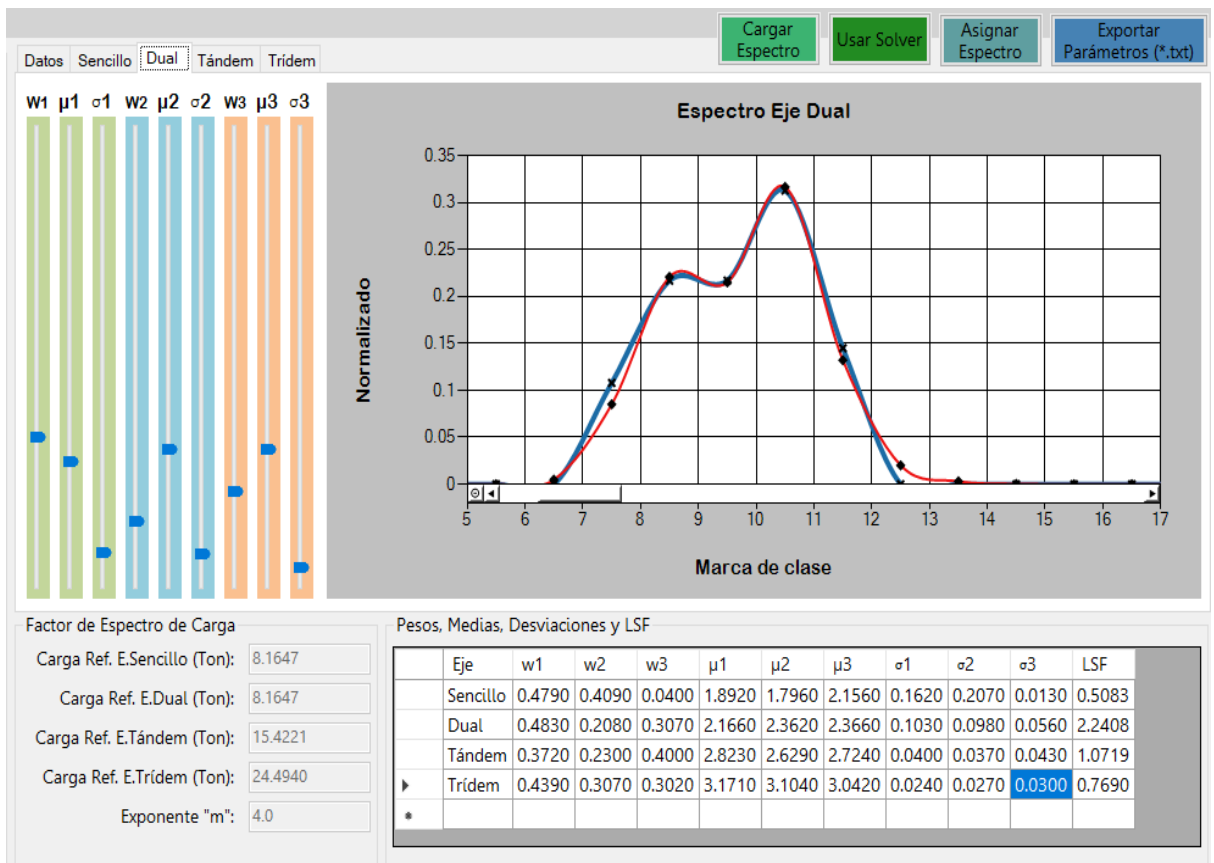 Cargar Espectro
Usar Solver
Asignar Espectro
Exportar Parámetros (*.txt)
Datos Sencillo Dual Tándem Trídem
w1 μ1 σ1 w2 μ2 σ2 w3 μ3 σ3
Espectro Eje Dual
Normalizado
0.35
0.3
0.25
0.2
0.15
0.1
0.05
0
5 6 7 8 9 10 11 12 13 14 15 16 17
Marca de clase
Factor de Espectro de Carga
Carga Ref. E.Sencillo (Ton): 8.1647
Carga Ref. E.Dual (Ton): 8.1647
Carga Ref. E.Tándem (Ton): 15.4221
Carga Ref. E.Trídem (Ton): 24.4940
Exponente "m": 4.0
Pesos, Medias, Desviaciones y LSF
Eje w1 w2 w3 μ1 μ2 μ3 σ1 σ2 σ3 LSF
Sencillo 0.4790 0.4090 0.0400 1.8920 1.7960 2.1560 0.1620 0.2070 0.0130 0.5083
Dual 0.4830 0.2080 0.3070 2.1660 2.3620 2.3660 0.1030 0.0980 0.0560 2.2408
Tándem 0.3720 0.2300 0.4000 2.8230 2.6290 2.7240 0.0400 0.0370 0.0430 1.0719
Trídem 0.4390 0.3070 0.3020 3.1710 3.1040 3.0420 0.0240 0.0270 0.0300 0.7690